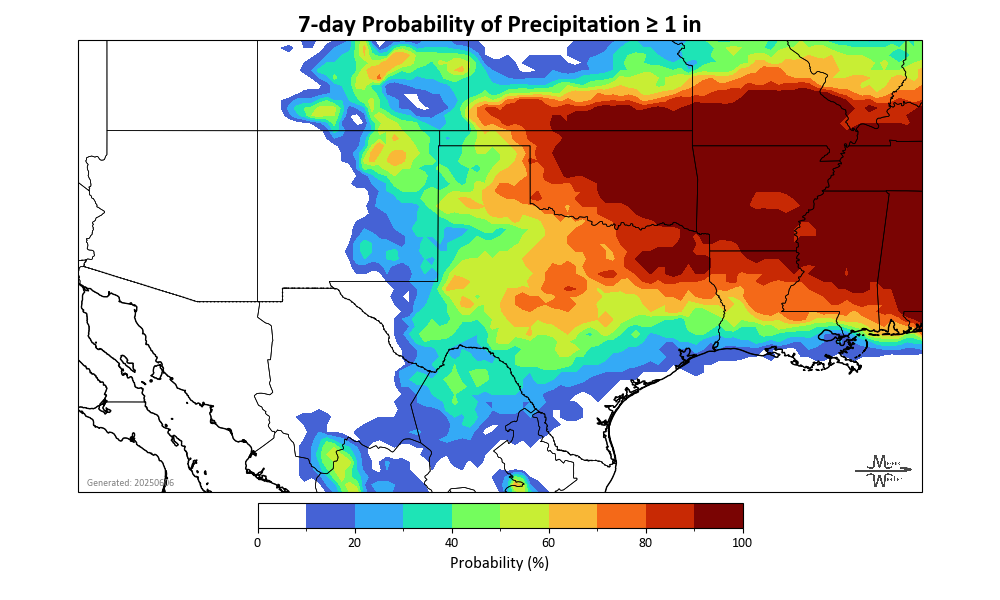 7-day Probability of Precipitation ≥ 1 in
Generated: 20250606
0 20 40 60 80 100
Probability (%)